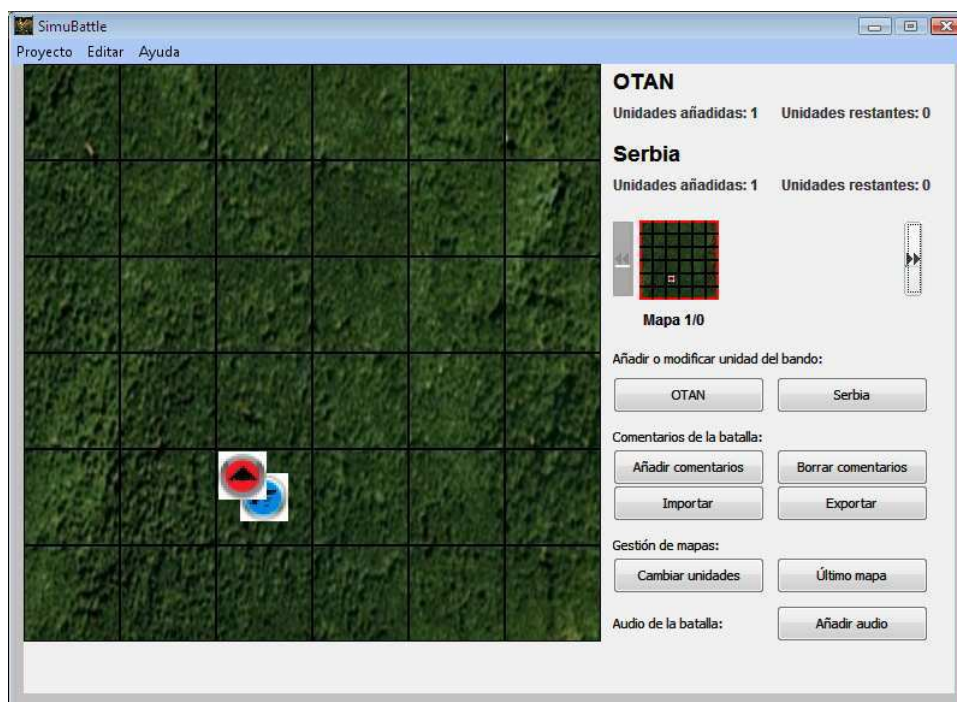 SimuBattle
Proyecto Editar Ayuda
OTAN
Unidades añadidas: 1 Unidades restantes: 0
Serbia
Unidades añadidas: 1 Unidades restantes: 0
Mapa 1/0
Añadir o modificar unidad del bando:
OTAN Serbia
Comentarios de la batalla:
Añadir comentarios Borrar comentarios
Importar Exportar
Gestión de mapas:
Cambiar unidades Último mapa
Audio de la batalla: Añadir audio